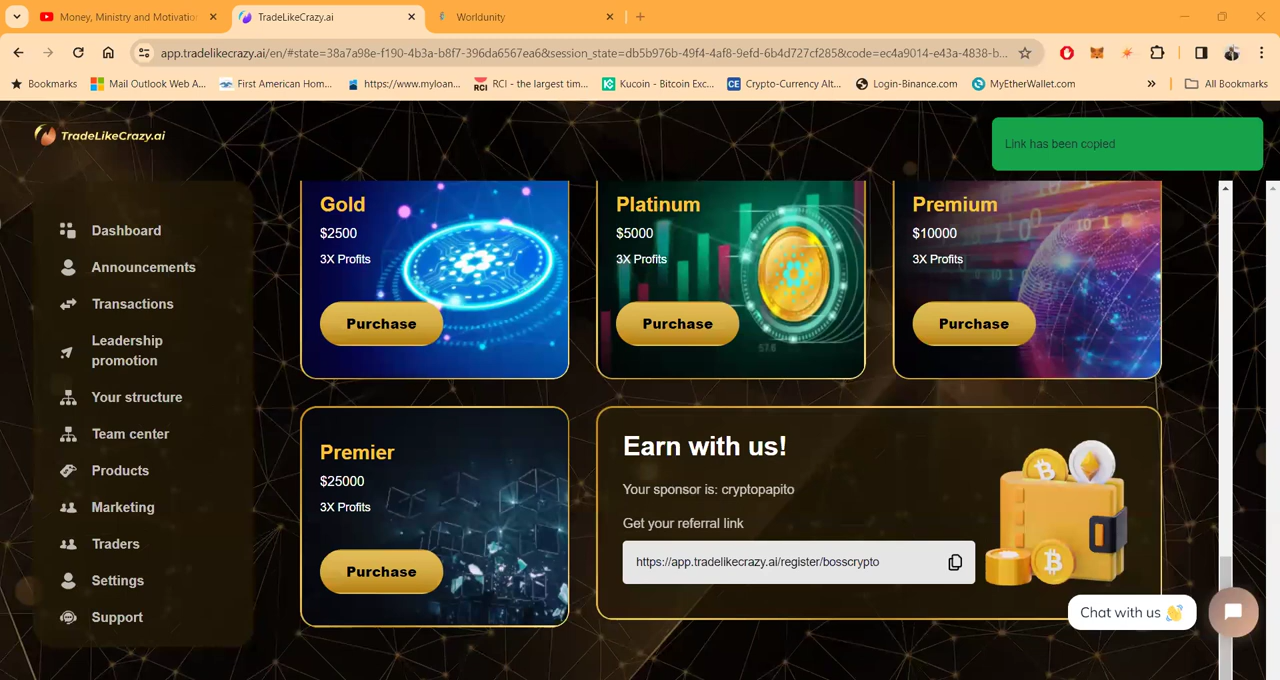 Money, Ministry and Motivatio
TradeLikeCrazy.ai
Worldunity
app.tradelikecrazy.ai/en/#state=38a7a98e-f190-4b3a-b8f7-396da6567ea6&session_state=db5b976b-49f4-4af8-9efd-6b4d727cf285&code=ec4a9014-e43a-4838-b...
Bookmarks
Mail Outlook Web A...
First American Hom...
https://www.myloan...
RCI - the largest tim...
Kucoin - Bitcoin Exc...
Crypto-Currency Alt...
Login-Binance.com
MyEtherWallet.com
All Bookmarks
TradeLikeCrazy.ai
Link has been copied
Dashboard
Announcements
Transactions
Leadership
promotion
Your structure
Team center
Products
Marketing
Traders
Settings
Support
Gold
$2500
3X Profits
Purchase
Platinum
$5000
3X Profits
Purchase
57.6
Premium
$10000
3X Profits
Purchase
Premier
$25000
3X Profits
Purchase
Earn with us!
Your sponsor is: cryptopapito
Get your referral link
https://app.tradelikecrazy.ai/register/bosscrypto
Chat with us 👋